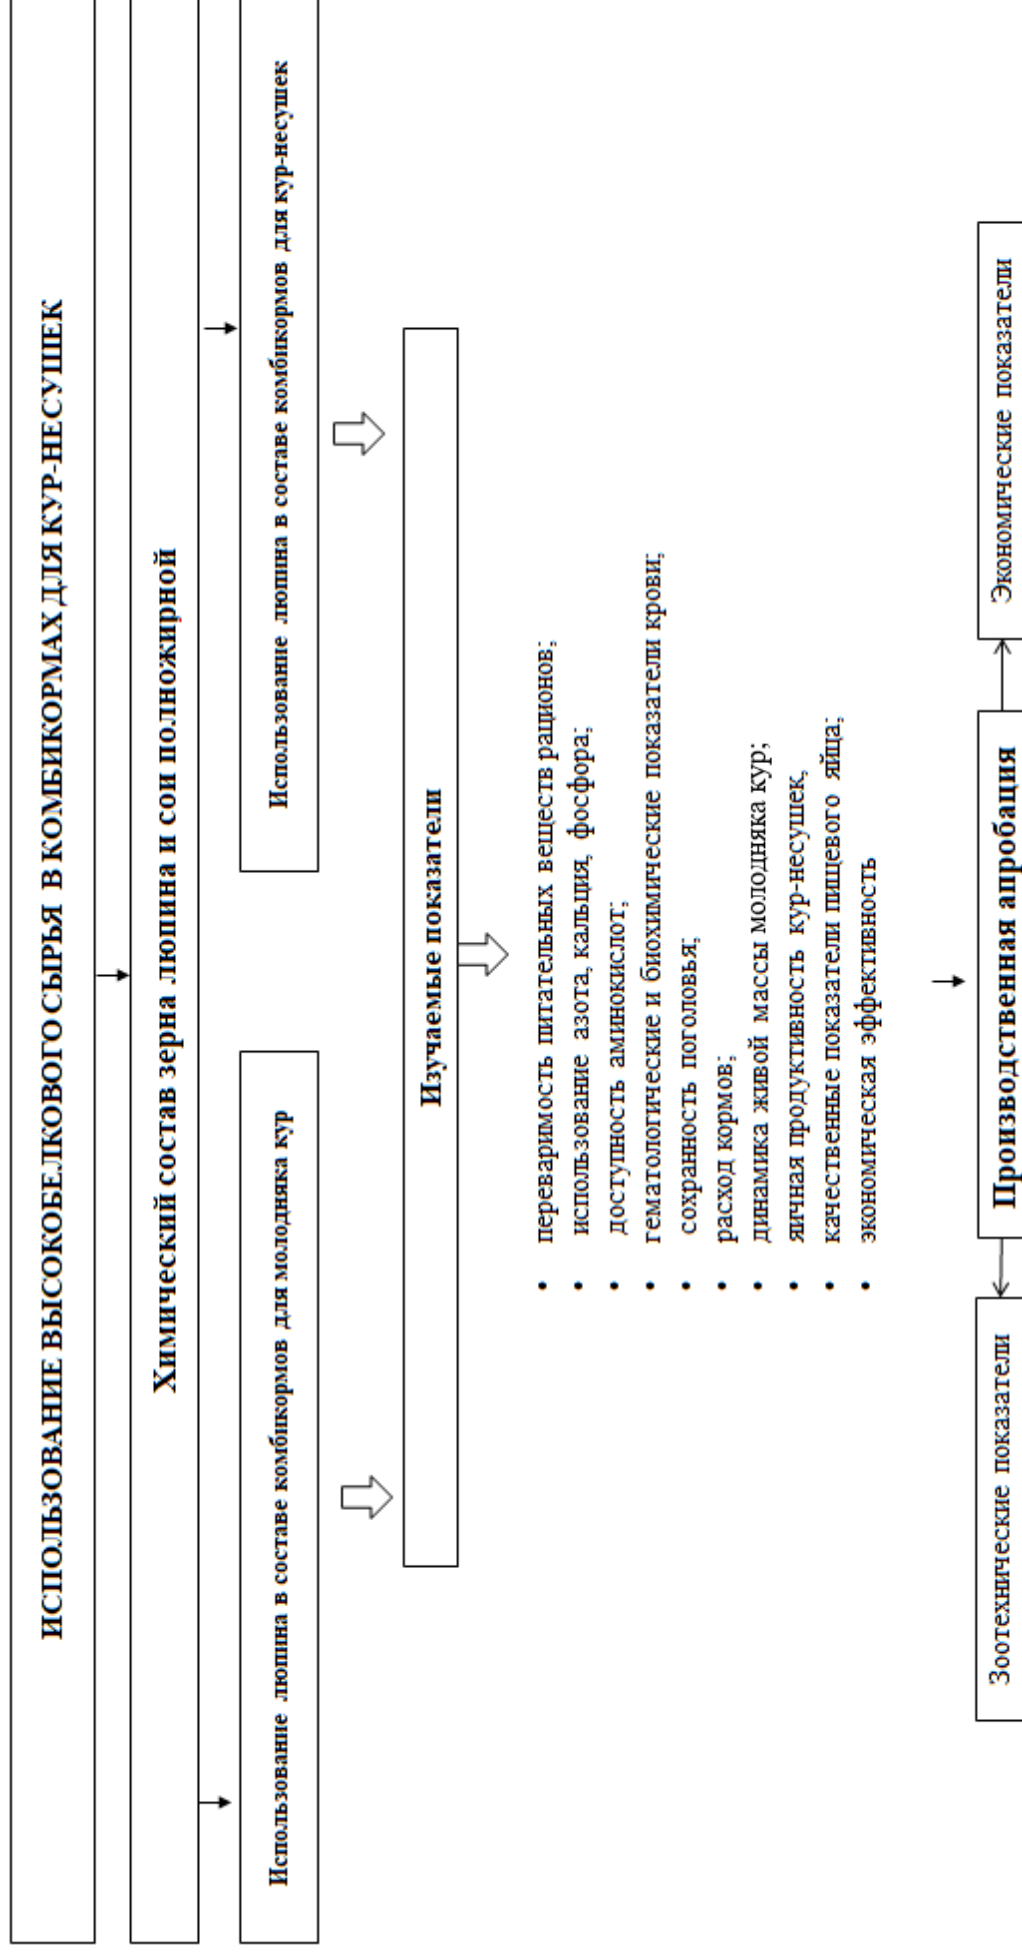 ИСПОЛЬЗОВАНИЕ ВЫСОКОБЕЛКОВОГО СЫРЬЯ В КОМБИКОРМАХ ДЛЯ КУР-НЕСУШЕК
Химический состав зерна люпина и сои полножирной
Использование люпина в составе комбикормов для молодняка кур
Использование люпина в составе комбикормов для кур-несушек
Изучаемые показатели
• переваримость питательных веществ рационов;
• использование азота, кальция, фосфора;
• доступность аминокислот;
• гематологические и биохимические показатели крови;
• сохранность поголовья;
• расход кормов;
• динамика живой массы молодняка кур;
• яичная продуктивность кур-несушек,
• качественные показатели пищевого яйца;
• экономическая эффективность
Зоотехнические показатели
Производственная апробация
Экономические показатели